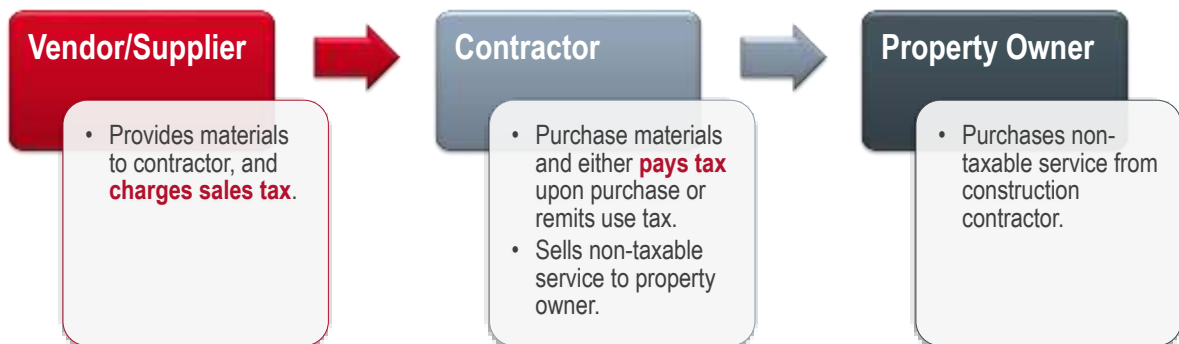 Vendor/Supplier
• Provides materials
to contractor, and
charges sales tax.
Contractor
• Purchase materials
and either pays tax
upon purchase or
remits use tax.
• Sells non-taxable
service to property
owner.
Property Owner
• Purchases non-
taxable service from
construction
contractor.